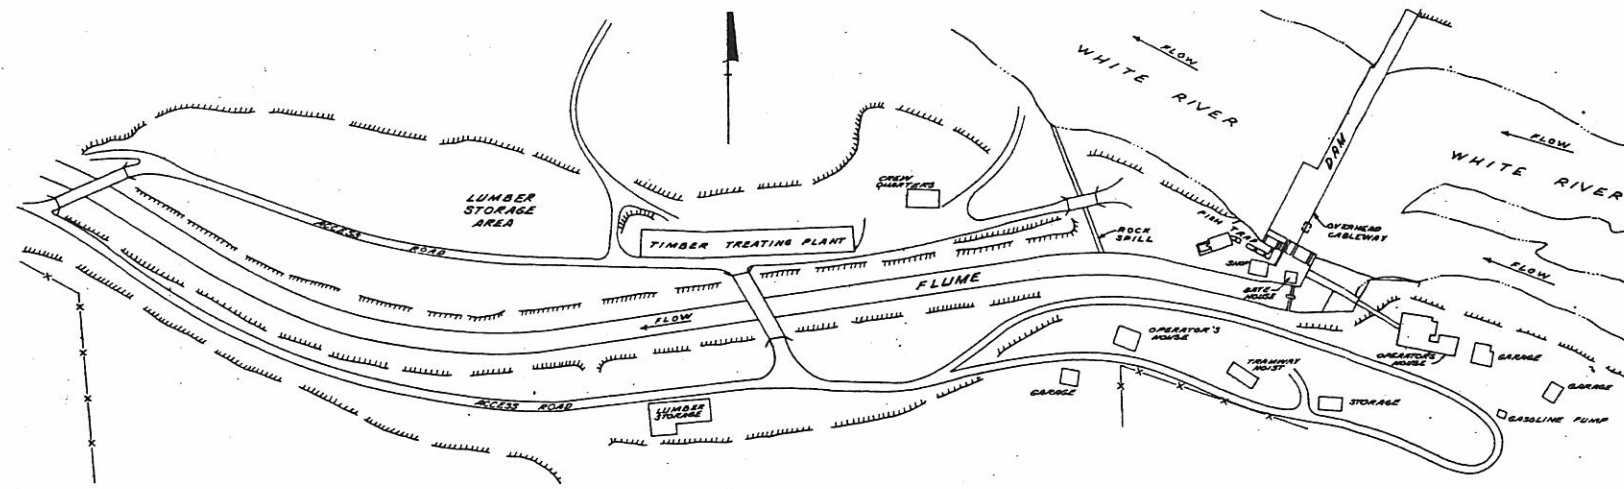 FLOW
WHITE RIVER
FLOW
WHITE RIVER
DAM
FLOW
OVERHEAD
CABLEWAY
FISH TRAP
SHOP
GATE
HOUSE
ROCK
SPILL
CREW
QUARTERS
LUMBER
STORAGE
AREA
ACCESS ROAD
TIMBER TREATING PLANT
FLUME
FLOW
OPERATOR'S
HOUSE
OPERATOR'S
HOUSE
GARAGE
GARAGE
GASOLINE PUMP
TRAMWAY
HOIST
STORAGE
GARAGE
ACCESS ROAD
LUMBER
STORAGE